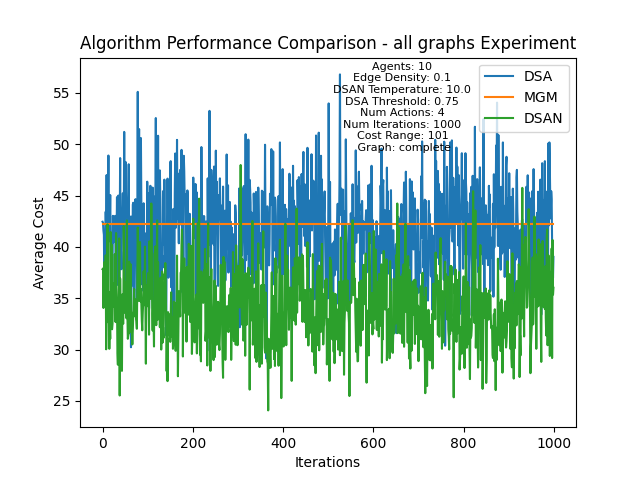 Algorithm Performance Comparison - all graphs Experiment
Agents: 10
Edge Density: 0.1
DSAN Temperature: 10.0
DSA Threshold: 0.75
Num Actions: 4
Num Iterations: 1000
Cost Range: 101
Graph: complete
DSA
MGM
DSAN
Average Cost
55
50
45
40
35
30
25
0
200
400
600
800
1000
Iterations